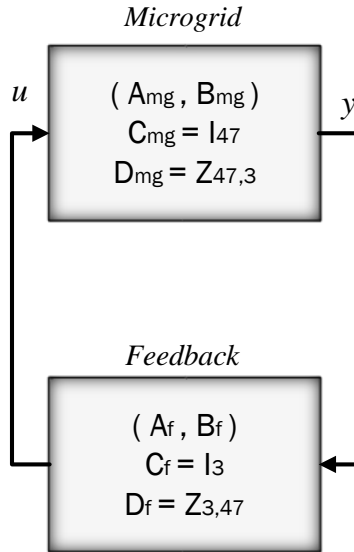 Microgrid
u
( Amg , Bmg )
y
Cmg = I47
Dmg = Z47,3
Feedback
( Af , Bf )
Cf = I3
Df = Z3,47